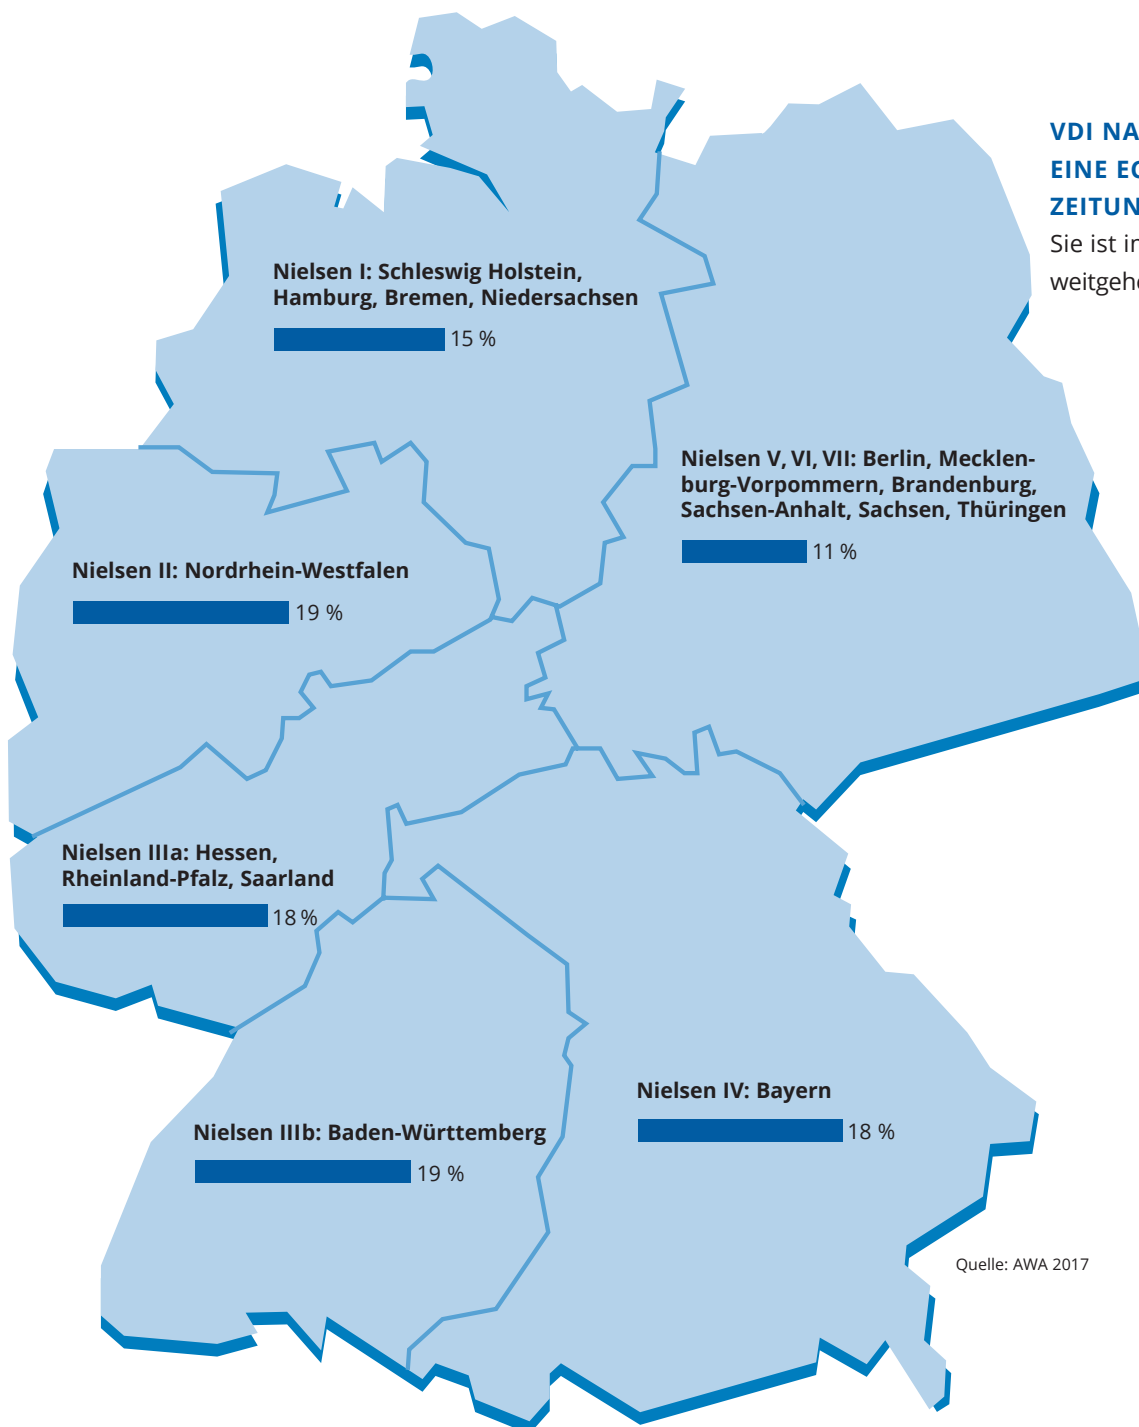 VDI NA
EINE EC
ZEITUN
Sie ist in
weitgehe
Nielsen I: Schleswig Holstein,
Hamburg, Bremen, Niedersachsen
15 %
Nielsen V, VI, VII: Berlin, Mecklen-
burg-Vorpommern, Brandenburg,
Sachsen-Anhalt, Sachsen, Thüringen
11 %
Nielsen II: Nordrhein-Westfalen
19 %
Nielsen IIIa: Hessen,
Rheinland-Pfalz, Saarland
18 %
Nielsen IV: Bayern
18 %
Nielsen IIIb: Baden-Württemberg
19 %
Quelle: AWA 2017